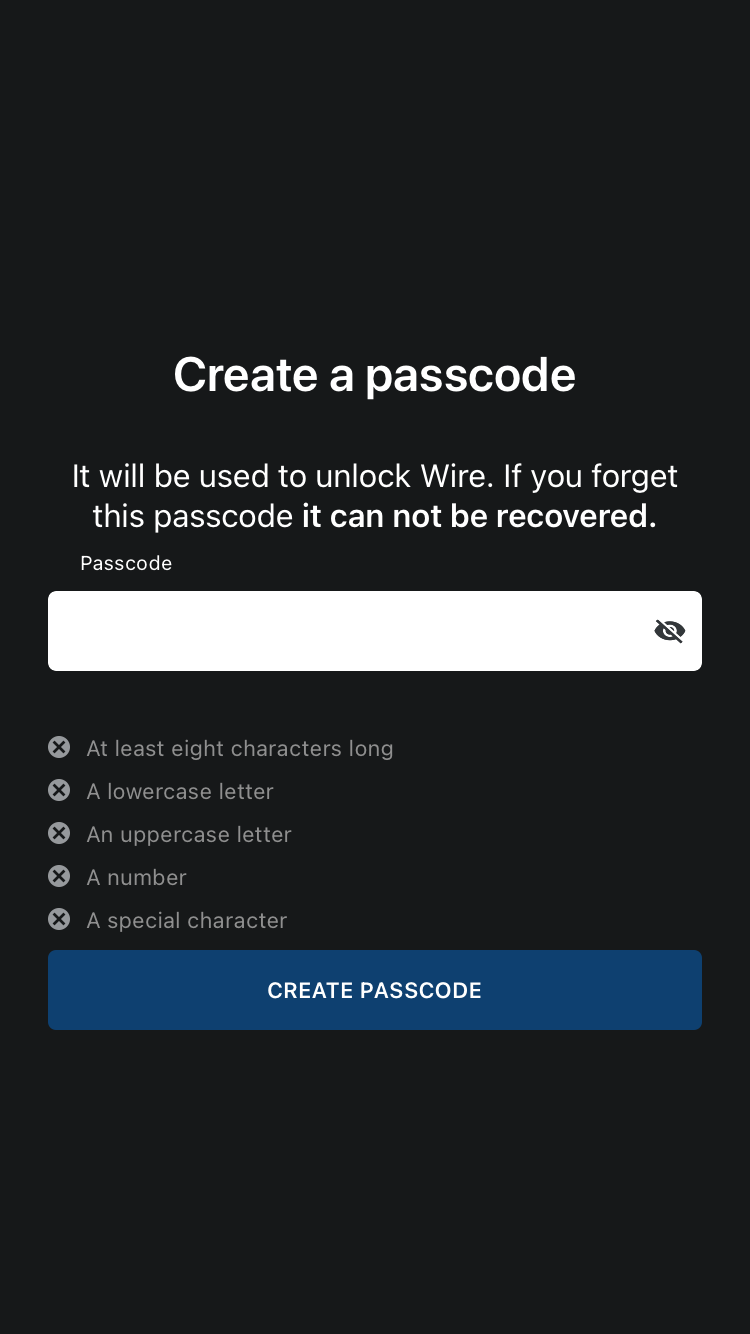 Create a passcode
It will be used to unlock Wire. If you forget
this passcode it can not be recovered.
Passcode
At least eight characters long
A lowercase letter
An uppercase letter
A number
A special character
CREATE PASSCODE